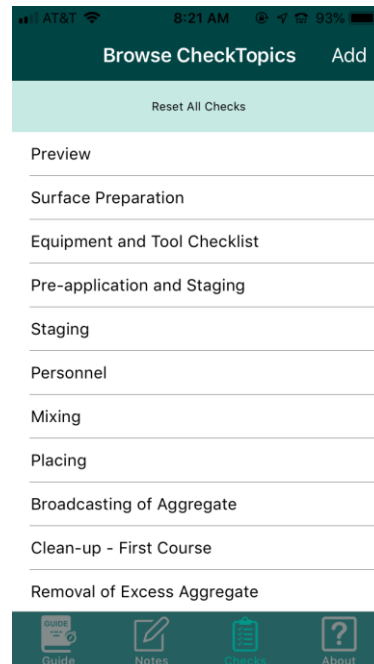 AT&T 8:21 AM 93%
Browse CheckTopics Add
Reset All Checks
Preview
Surface Preparation
Equipment and Tool Checklist
Pre-application and Staging
Staging
Personnel
Mixing
Placing
Broadcasting of Aggregate
Clean-up - First Course
Removal of Excess Aggregate
GUIDE
Guide Notes Checks About